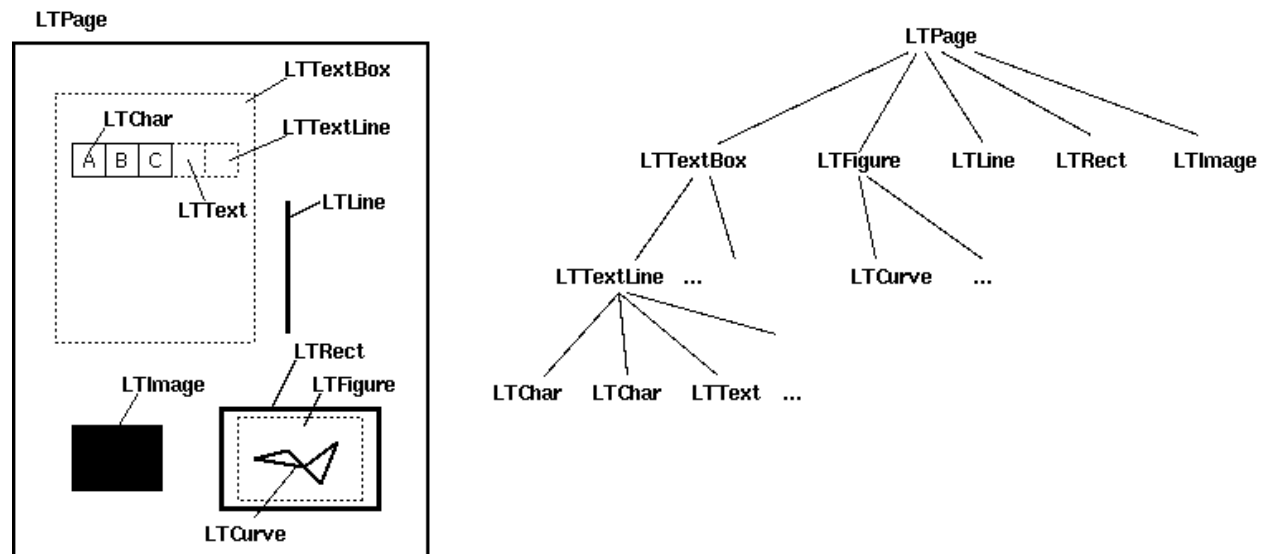 LTPage
LTTextBox
LTChar
LTTextLine
A B C
LTText
LTLine
LTRect
LTImage
LTFigure
LTCurve
LTPage
LTTextBox LTFigure LTLine LTRect LTImage
LTTextLine ... LTCurve ...
LTChar LTChar LTText ...